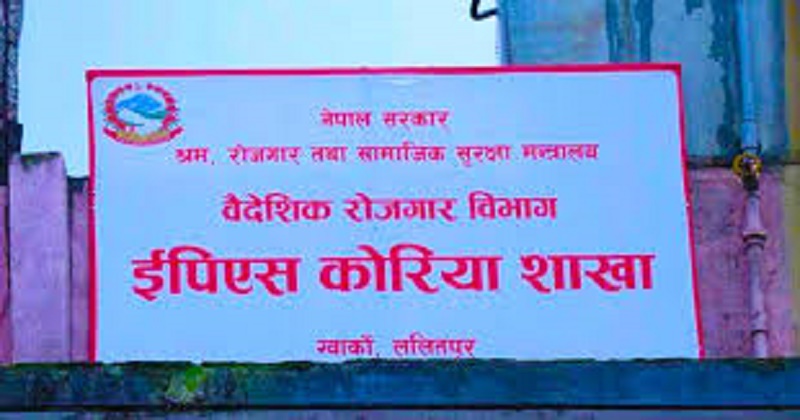 नेपाल सरकार
श्रम, रोजगार तथा सामाजिक सुरक्षा मन्त्रालय
वैदेशिक रोजगार विभाग
ईपिएस कोरिया शाखा
ग्वार्को, ललितपुर